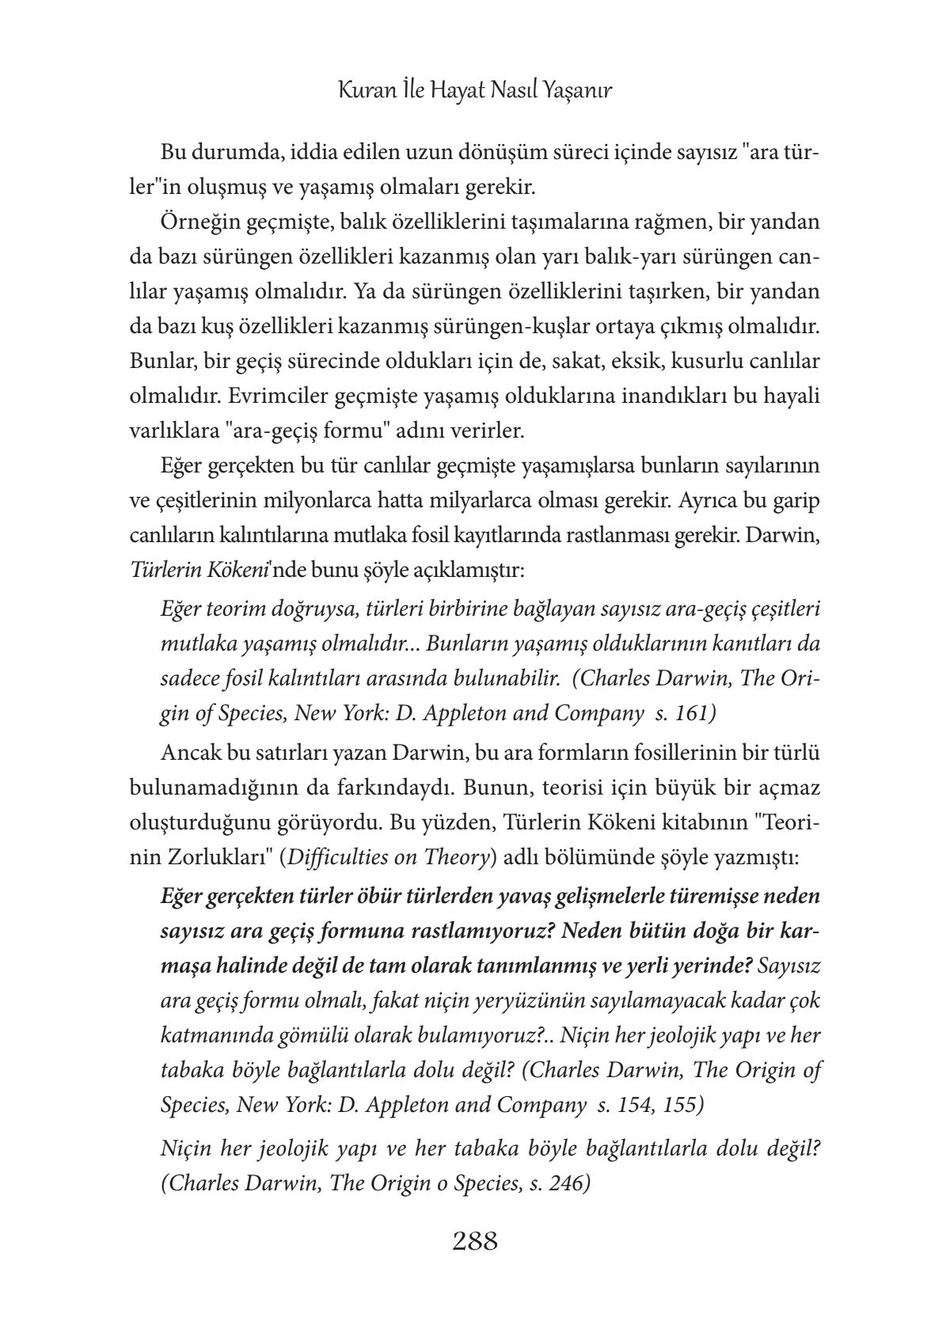 Kuran İle Hayat Nasıl Yaşanır
Bu durumda, iddia edilen uzun dönüşüm süreci içinde sayısız "ara tür-
ler"in oluşmuş ve yaşamış olmaları gerekir.
Örneğin geçmişte, balık özelliklerini taşımalarına rağmen, bir yandan
da bazı sürüngen özellikleri kazanmış olan yarı balık-yarı sürüngen can-
lılar yaşamış olmalıdır. Ya da sürüngen özelliklerini taşırken, bir yandan
da bazı kuş özellikleri kazanmış sürüngen-kuşlar ortaya çıkmış olmalıdır.
Bunlar, bir geçiş sürecinde oldukları için de, sakat, eksik, kusurlu canlılar
olmalıdır. Evrimciler geçmişte yaşamış olduklarına inandıkları bu hayali
varlıklara "ara-geçiş formu" adını verirler.
Eğer gerçekten bu tür canlılar geçmişte yaşamışlarsa bunların sayılarının
ve çeşitlerinin milyonlarca hatta milyarlarca olması gerekir. Ayrıca bu garip
canlıların kalıntılarına mutlaka fosil kayıtlarında rastlanması gerekir. Darwin,
Türlerin Kökeni'nde bunu şöyle açıklamıştır:
Eğer teorim doğruysa, türleri birbirine bağlayan sayısız ara-geçiş çeşitleri
mutlaka yaşamış olmalıdır... Bunların yaşamış olduklarının kanıtları da
sadece fosil kalıntıları arasında bulunabilir.  (Charles Darwin, The Ori-
gin of Species, New York: D. Appleton and Company  s. 161)
Ancak bu satırları yazan Darwin, bu ara formların fosillerinin bir türlü
bulunamadığının da farkındaydı. Bunun, teorisi için büyük bir açmaz
oluşturduğunu görüyordu. Bu yüzden, Türlerin Kökeni kitabının "Teori-
nin Zorlukları" (Difficulties on Theory) adlı bölümünde şöyle yazmıştı:
Eğer gerçekten türler öbür türlerden yavaş gelişmelerle türemişse neden
sayısız ara geçiş formuna rastlamıyoruz? Neden bütün doğa bir kar-
maşa halinde değil de tam olarak tanımlanmış ve yerli yerinde? Sayısız
ara geçiş formu olmalı, fakat niçin yeryüzünün sayılamayacak kadar çok
katmanında gömülü olarak bulamıyoruz?.. Niçin her jeolojik yapı ve her
tabaka böyle bağlantılarla dolu değil? (Charles Darwin, The Origin of
Species, New York: D. Appleton and Company  s. 154, 155)
Niçin her jeolojik yapı ve her tabaka böyle bağlantılarla dolu değil?
(Charles Darwin, The Origin o Species, s. 246)
288